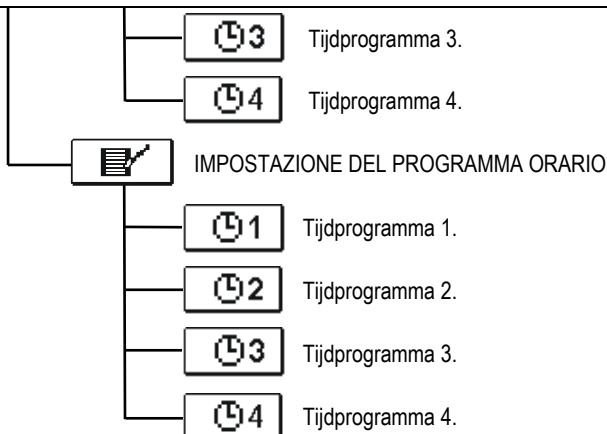 3 Tijdprogramma 3.
4 Tijdprogramma 4.
IMPOSTAZIONE DEL PROGRAMMA ORARIO
1 Tijdprogramma 1.
2 Tijdprogramma 2.
3 Tijdprogramma 3.
4 Tijdprogramma 4.